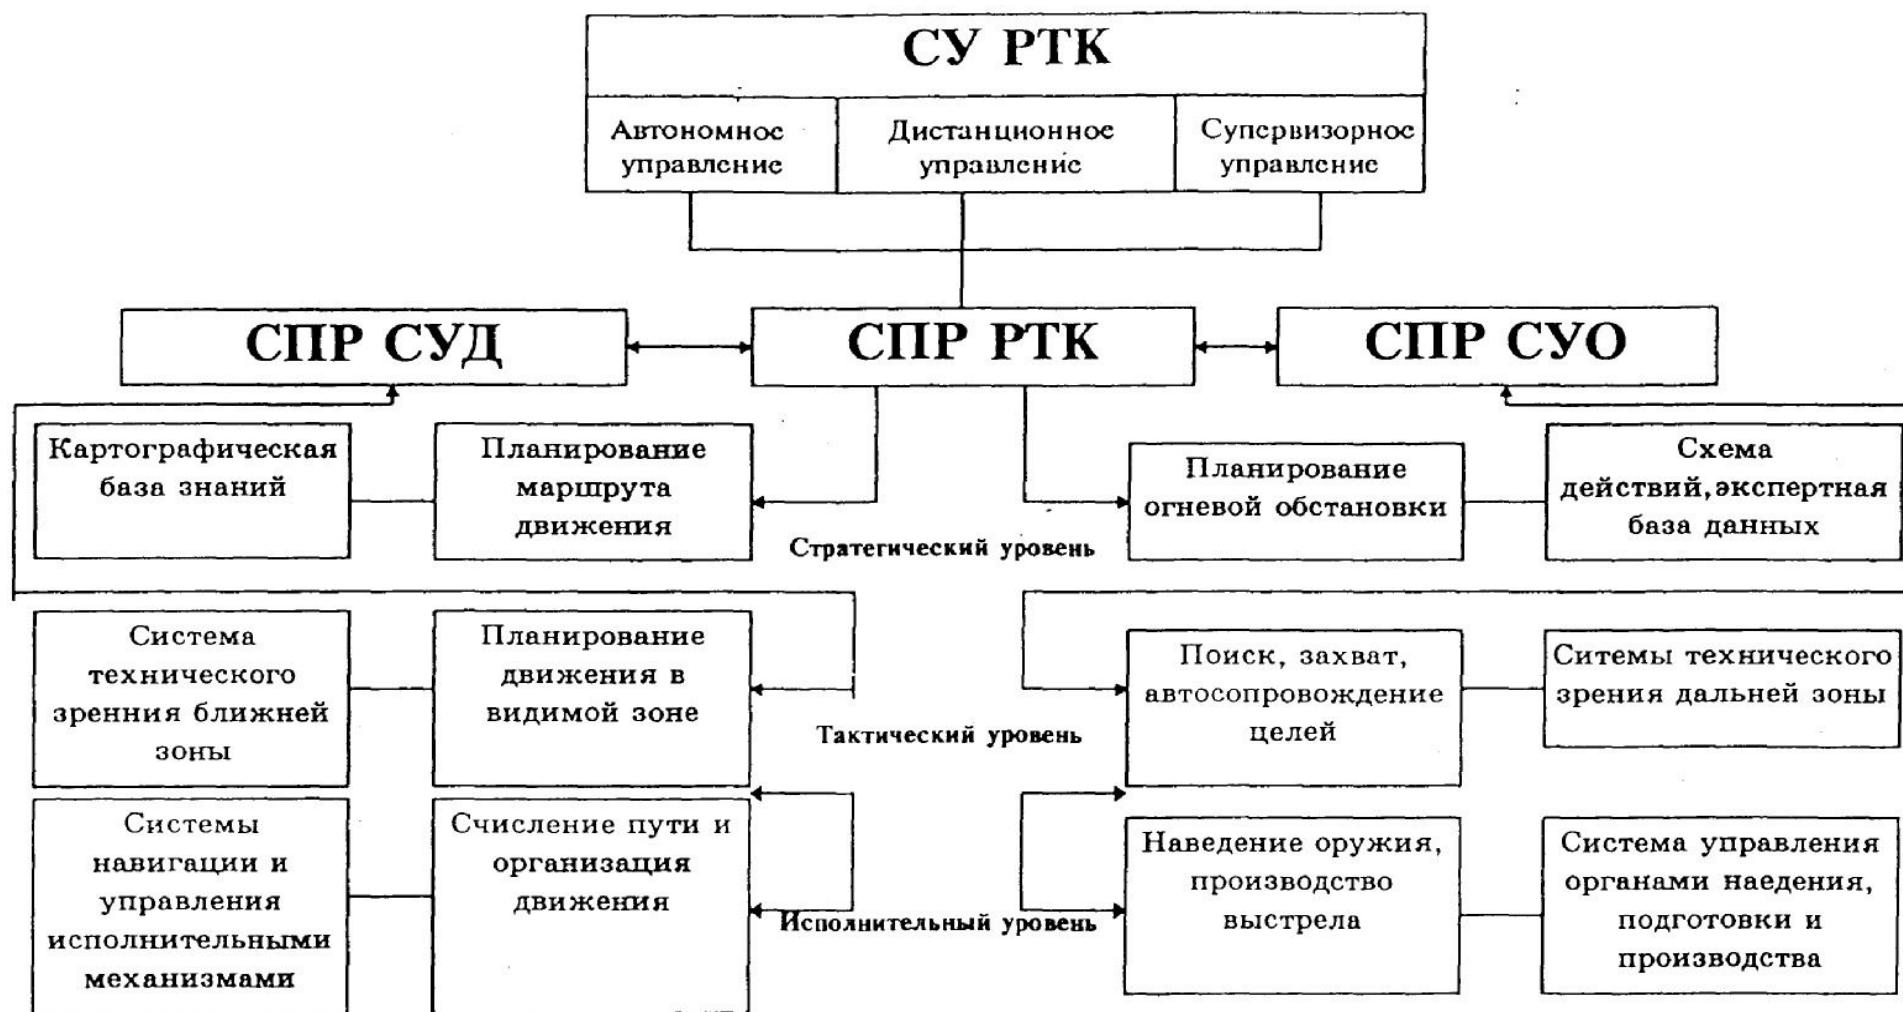 СУ РТК
Автономное
управление
Дистанционное
управление
Супервизорное
управление
СПР СУД
СПР РТК
СПР СУО
Картографическая
база знаний
Планирование
маршрута
движения
Планирование
огневой обстановки
Схема
действий,экспертная
база данных
Стратегический уровень
Система
технического
зренния ближней
зоны
Планирование
движения в
видимой зоне
Поиск, захват,
автосопровождение
целей
Ситемы технического
зрения дальней зоны
Тактический уровень
Системы
навигации и
управления
исполнительными
механизмами
Счисление пути и
организация
движения
Наведение оружия,
производство
выстрела
Система управления
органами наедения,
подготовки и
производства
Исполнительный уровень